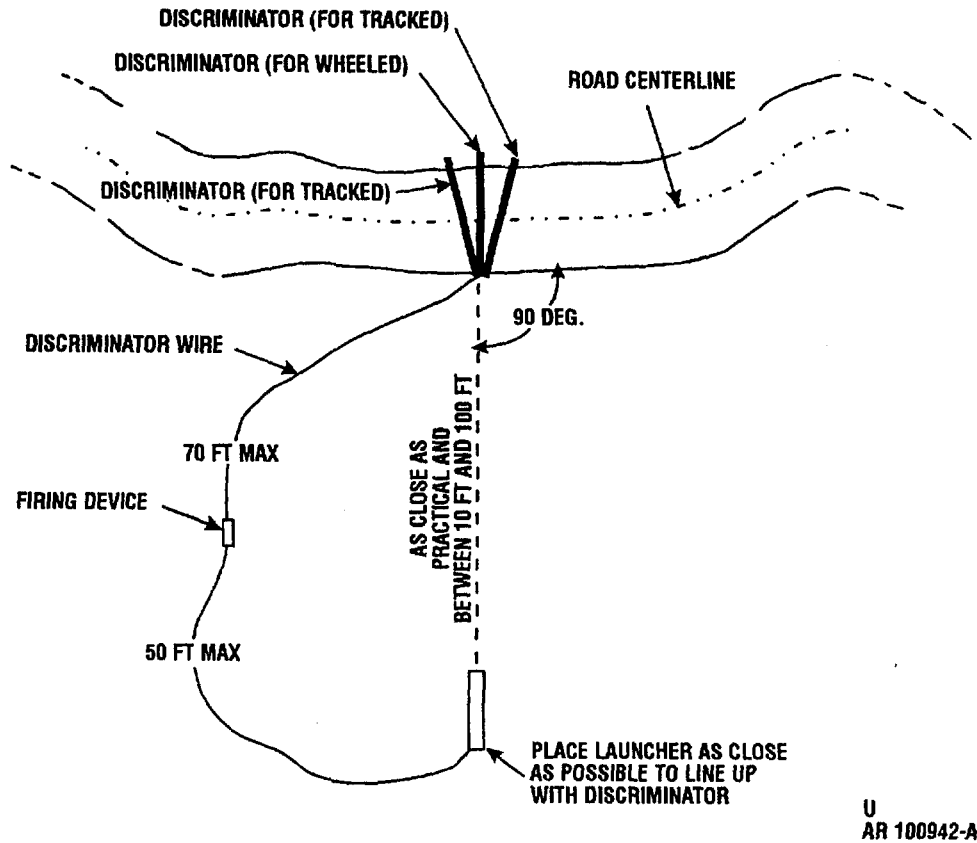 DISCRIMINATOR (FOR TRACKED)
DISCRIMINATOR (FOR WHEELED)
ROAD CENTERLINE
DISCRIMINATOR (FOR TRACKED)
90 DEG.
DISCRIMINATOR WIRE
70 FT MAX
FIRING DEVICE
AS CLOSE AS
PRACTICAL AND
BETWEEN 10 FT AND 100 FT
50 FT MAX
PLACE LAUNCHER AS CLOSE
AS POSSIBLE TO LINE UP
WITH DISCRIMINATOR
U
AR 100942-A